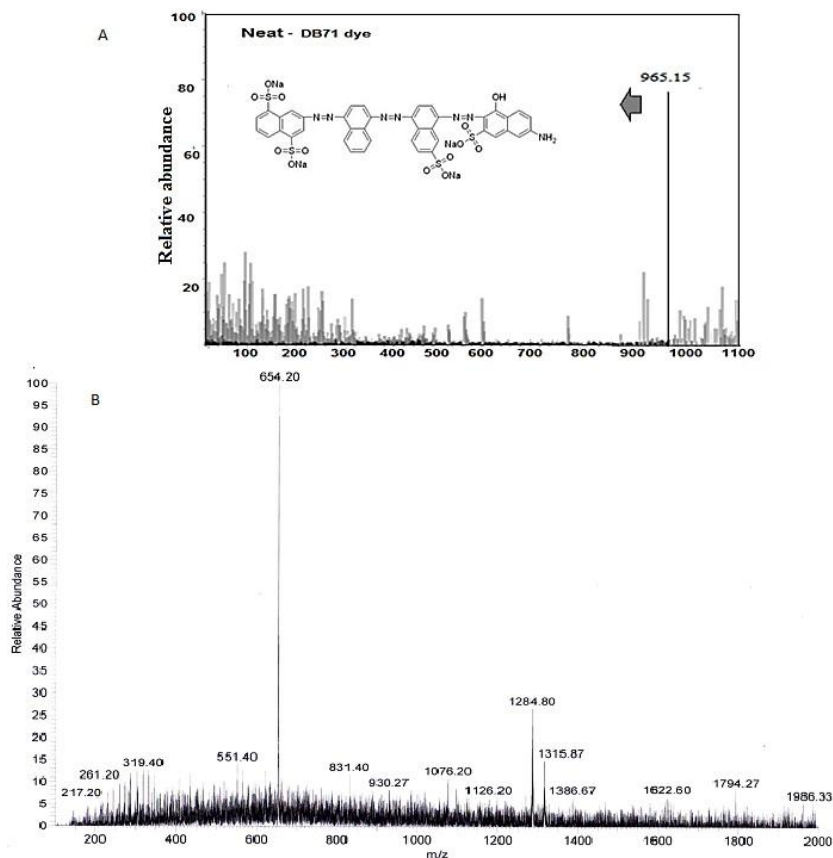 A
Neat - DB71 dye
965.15
ONa
O=S=O
N=N
N=N
N=N
OH
NH₂
O=S=O
ONa
O
S
O
NaO
O
S
O
ONa
Relative abundance
100
80
60
40
20
100 200 300 400 500 600 700 800 900 1000 1100
B
654.20
1284.80
1315.87
319.40
261.20
217.20
551.40
831.40
930.27
1076.20
1126.20
1386.67
1622.60
1794.27
1986.33
Relative Abundance
100
95
90
85
80
75
70
65
60
55
50
45
40
35
30
25
20
15
10
5
0
200 400 600 800 1000 1200 1400 1600 1800 2000
m/z